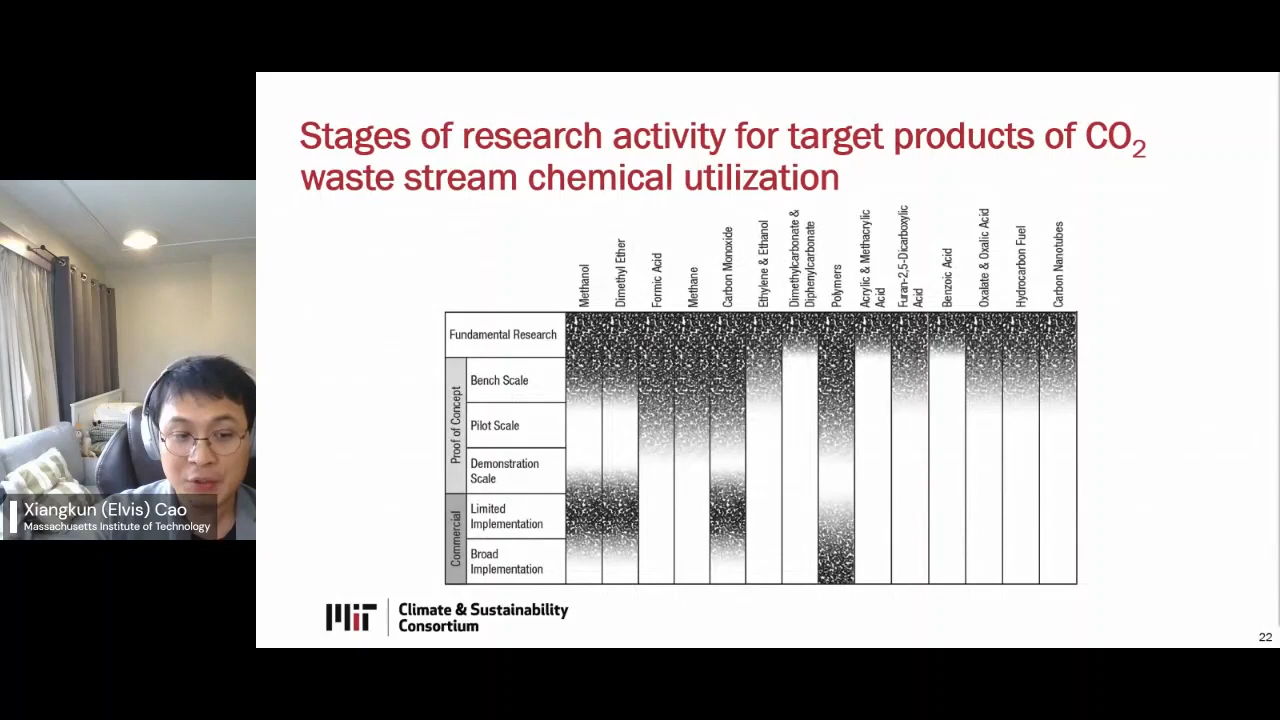 Stages of research activity for target products of CO2
waste stream chemical utilization
Methanol
Dimethyl Ether
Formic Acid
Methane
Carbon Monoxide
Ethylene & Ethanol
Dimethylcarbonate &
Diphenylcarbonate
Polymers
Acrylic & Methacrylic
Acid
Furan-2,5-Dicarboxylic
Acid
Benzoic Acid
Oxalate & Oxalic Acid
Hydrocarbon Fuel
Carbon Nanotubes
Fundamental Research
Proof of Concept
Bench Scale
Pilot Scale
Demonstration
Scale
Commercial
Limited
Implementation
Broad
Implementation
Xiangkun (Elvis) Cao
Massachusetts Institute of Technology
MIT
Climate & Sustainability
Consortium
22